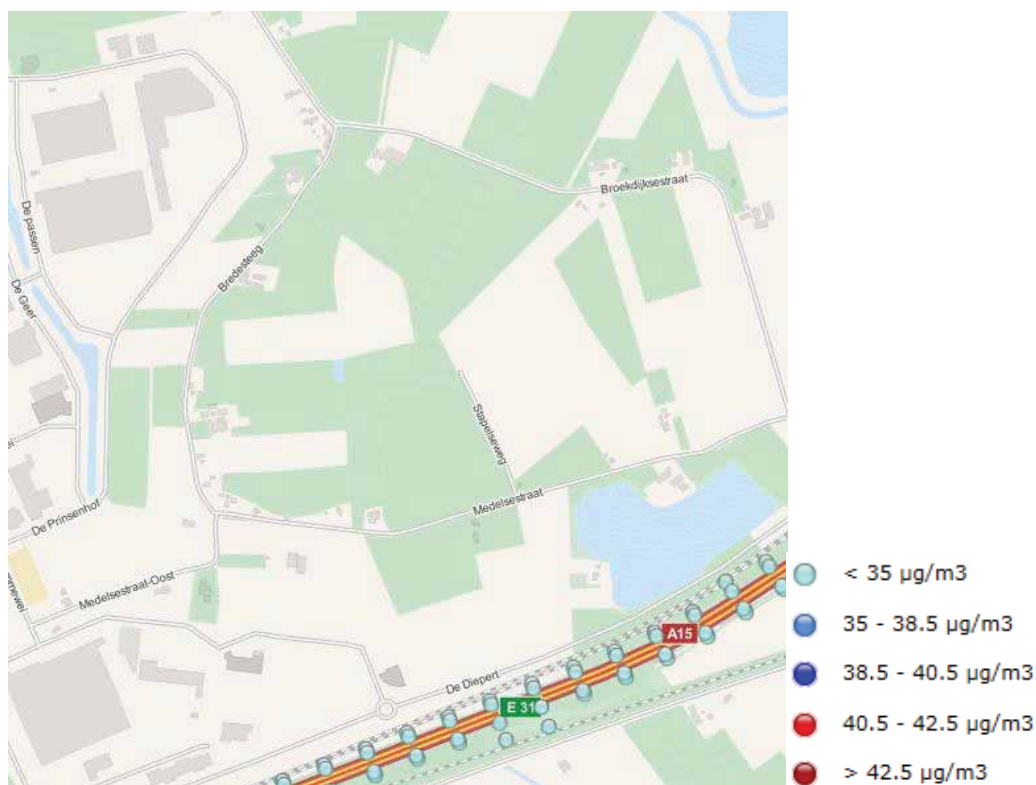 Broekdijksestraat
De passen
Bredesteeg
De Geer
Stapelseweg
Medelsestraat
De Prinsenhof
Medelsestraat-Oost
A15
De Diepert
E 31
< 35 µg/m3
35 - 38.5 µg/m3
38.5 - 40.5 µg/m3
40.5 - 42.5 µg/m3
> 42.5 µg/m3